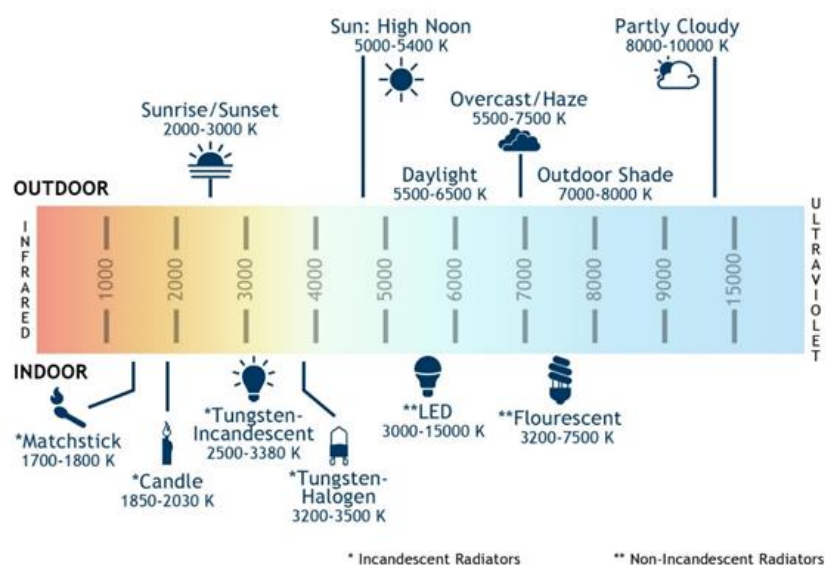 Sun: High Noon
5000-5400 K
Partly Cloudy
8000-10000 K
Sunrise/Sunset
2000-3000 K
Overcast/Haze
5500-7500 K
Daylight
5500-6500 K
Outdoor Shade
7000-8000 K
OUTDOOR
INFRARED
1000
2000
3000
4000
5000
6000
7000
8000
9000
15000
ULTRAVIOLET
INDOOR
*Matchstick
1700-1800 K
*Candle
1850-2030 K
*Tungsten-
Incandescent
2500-3380 K
*Tungsten-
Halogen
3200-3500 K
**LED
3000-15000 K
**Flourescent
3200-7500 K
* Incandescent Radiators
** Non-Incandescent Radiators